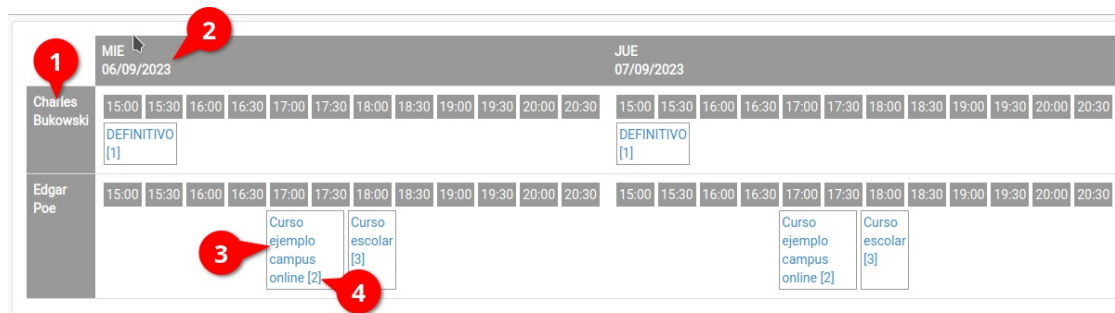 1
2
MIE
06/09/2023
JUE
07/09/2023
Charles
Bukowski
15:00 15:30 16:00 16:30 17:00 17:30 18:00 18:30 19:00 19:30 20:00 20:30
15:00 15:30 16:00 16:30 17:00 17:30 18:00 18:30 19:00 19:30 20:00 20:30
DEFINITIVO
[1]
DEFINITIVO
[1]
Edgar
Poe
15:00 15:30 16:00 16:30 17:00 17:30 18:00 18:30 19:00 19:30 20:00 20:30
15:00 15:30 16:00 16:30 17:00 17:30 18:00 18:30 19:00 19:30 20:00 20:30
3
Curso
ejemplo
campus
online [2]
4
Curso
escolar
[3]
Curso
ejemplo
campus
online [2]
Curso
escolar
[3]